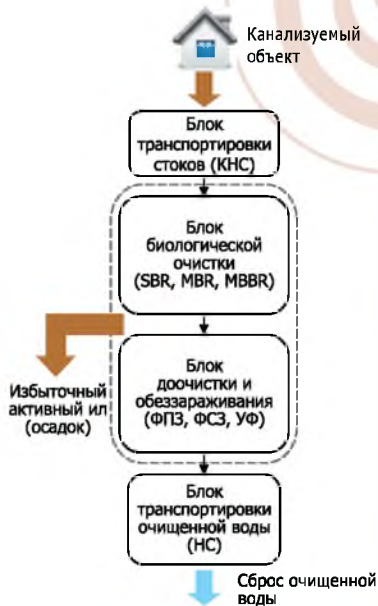 Канализуемый
объект
Блок
транспортировки
стоков (КНС)
Блок
биологической
очистки
(SBR, MBR, MBBR)
Блок
доочистки и
обеззараживания
(ФПЗ, ФСЗ, УФ)
Избыточный
активный ил
(осадок)
Блок
транспортировки
очищенной воды
(НС)
Сброс очищенной
воды